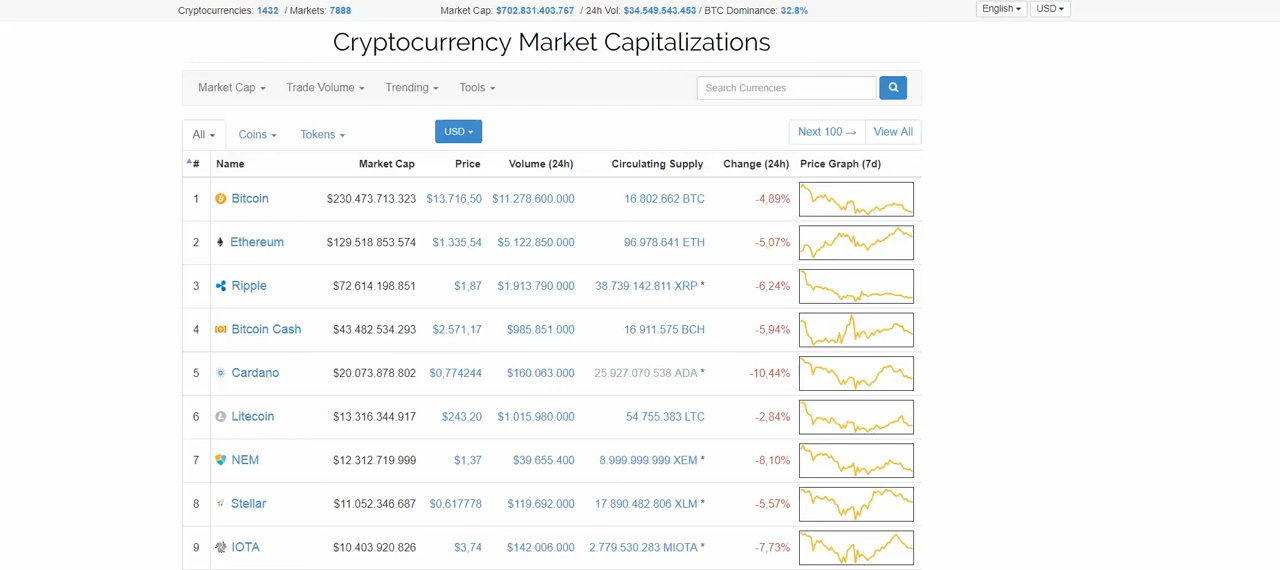 Cryptocurrencies: 1432 / Markets: 7888 Market Cap: $702.831.403.767 / 24h Vol: $34.549.543.453 / BTC Dominance: 32.8% English USD
Cryptocurrency Market Capitalizations
Market Cap Trade Volume Trending Tools Search Currencies
All Coins Tokens USD Next 100 → View All
# Name Market Cap Price Volume (24h) Circulating Supply Change (24h) Price Graph (7d)
1 Bitcoin $230.473.713.323 $13.716,50 $11.278.600.000 16.802.662 BTC -4,89%
2 Ethereum $129.518.853.574 $1.335,54 $5.122.850.000 96.978.641 ETH -5,07%
3 Ripple $72.614.198.851 $1,87 $1.913.790.000 38.739.142.811 XRP * -6,24%
4 Bitcoin Cash $43.482.534.293 $2.571,17 $985.851.000 16.911.575 BCH -5,94%
5 Cardano $20.073.878.802 $0,774244 $160.063.000 25.927.070.538 ADA * -10,44%
6 Litecoin $13.316.344.917 $243,20 $1.015.980.000 54.755.383 LTC -2,84%
7 NEM $12.312.719.999 $1,37 $39.655.400 8.999.999.999 XEM * -8,10%
8 Stellar $11.052.346.687 $0,617778 $119.692.000 17.890.482.806 XLM * -5,57%
9 IOTA $10.403.920.826 $3,74 $142.006.000 2.779.530.283 MIOTA * -7,73%